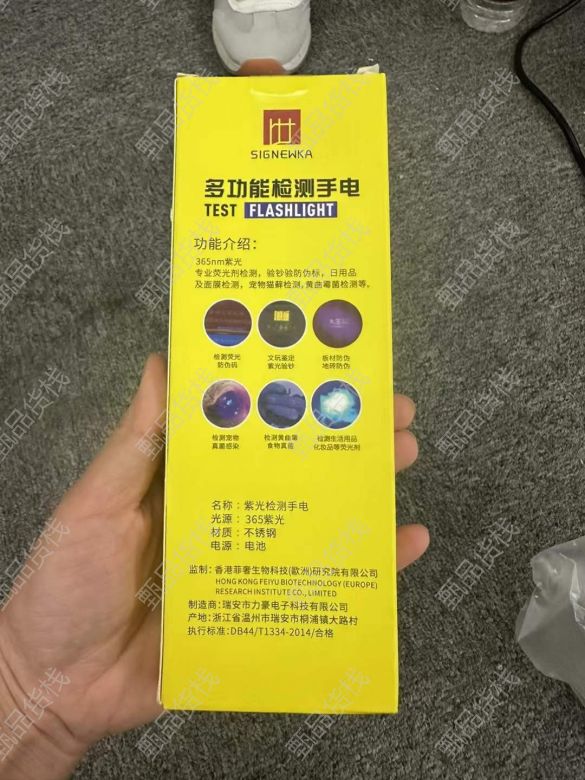 SIGNEWKA
多功能检测手电
TEST FLASHLIGHT
功能介绍：
365nm紫光
专业荧光剂检测，验钞验防伪标，日用品
及面膜检测，宠物猫藓检测，黄曲霉菌检测等。
检测荧光
防伪码
文玩鉴定
紫光验钞
板材防伪
地砖防伪
检测宠物
真菌感染
检测黄曲霉
食物真菌
检测生活用品
化妆品等荧光剂
名称：紫光检测手电
光源：365紫光
材质：不锈钢
电源：电池
监制：香港菲奢生物科技(歐洲)研究院有限公司
HONG KONG FEIYU BIOTECHNOLOGY (EUROPE)
RESEARCH INSTITUTE CO., LIMITED
制造商：瑞安市力豪电子科技有限公司
产地：浙江省温州市瑞安市桐浦镇大路村
执行标准：DB44/T1334-2014/合格
甄品货栈